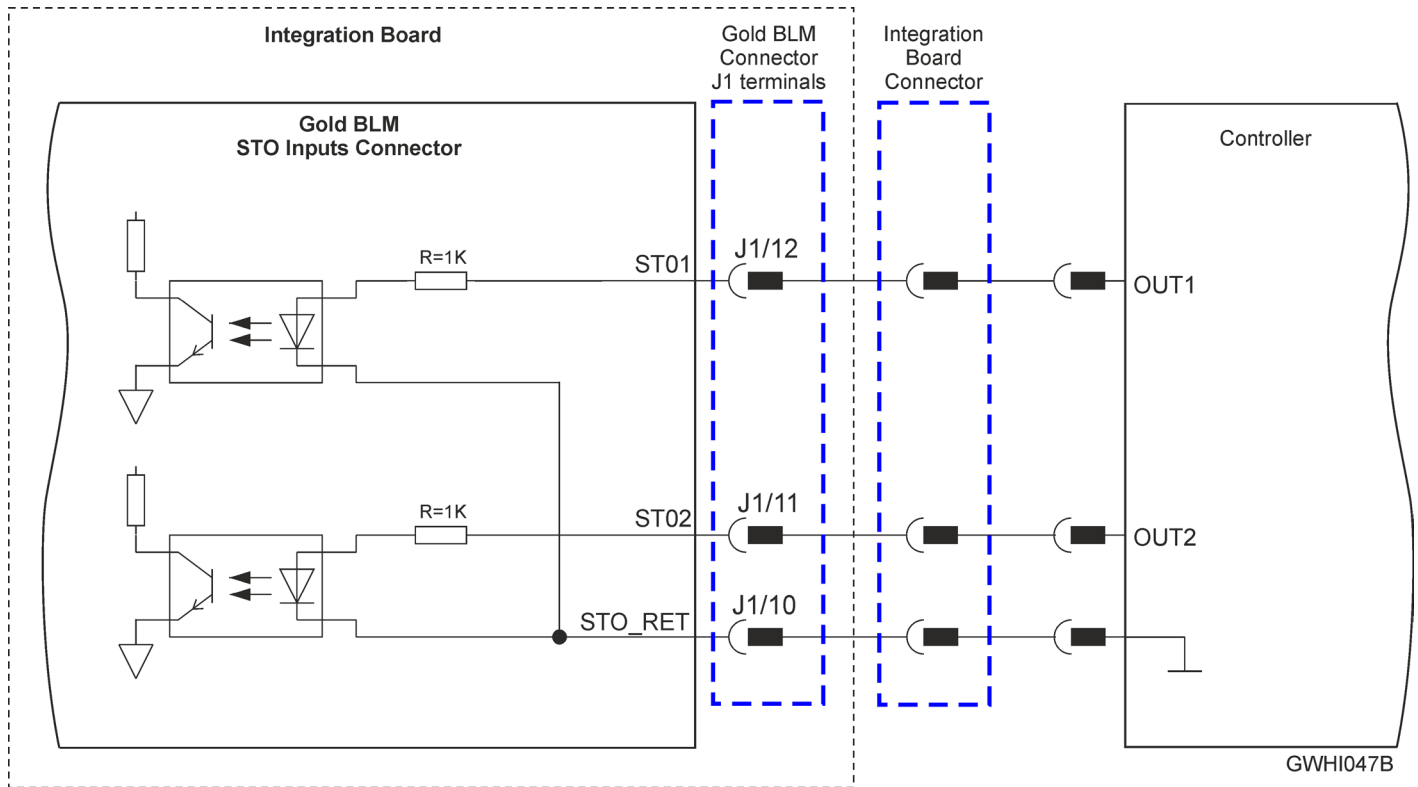 Integration Board
Gold BLM
Connector
J1 terminals
Integration
Board
Connector
Gold BLM
STO Inputs Connector
Controller
R=1K
ST01
J1/12
OUT1
R=1K
ST02
J1/11
OUT2
STO_RET
J1/10
GWHI047B